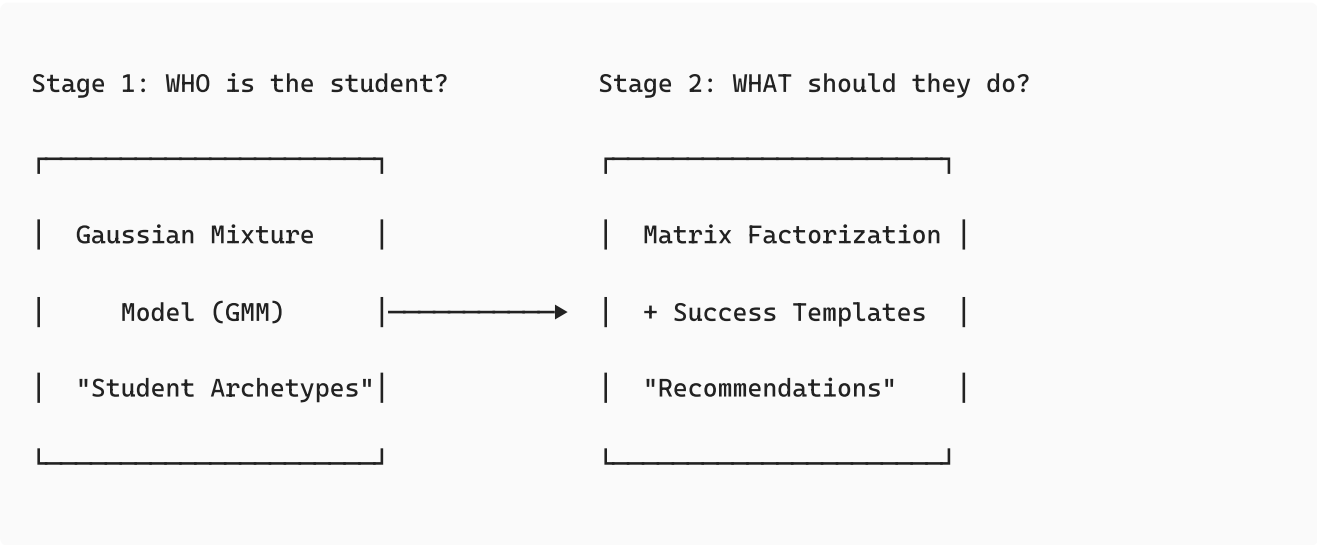 Stage 1: WHO is the student? Stage 2: WHAT should they do?
Gaussian Mixture Matrix Factorization
Model (GMM) + Success Templates
"Student Archetypes" "Recommendations"